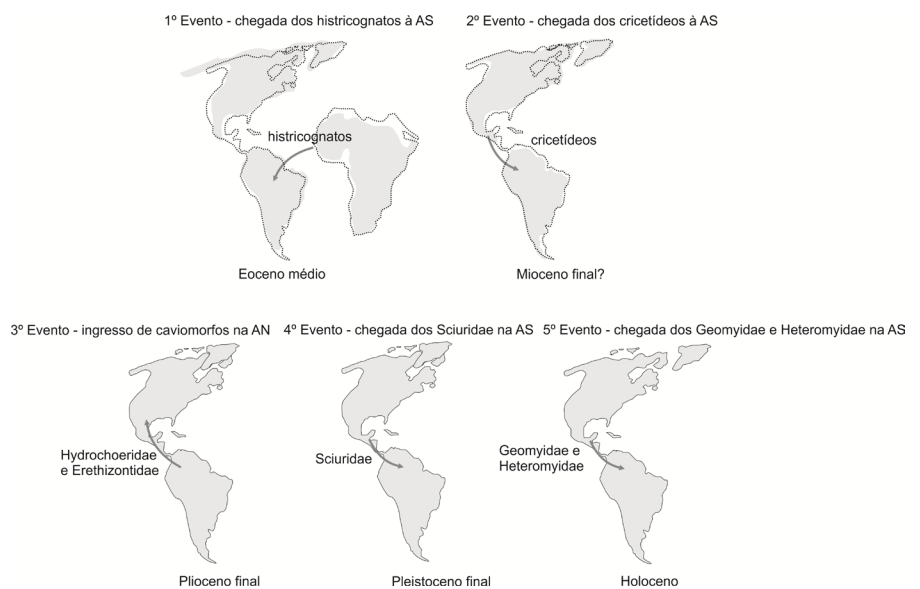 1º Evento - chegada dos histricognatos à AS
2º Evento - chegada dos cricetídeos à AS
histricognatos
cricetídeos
Eoceno médio
Mioceno final?
3º Evento - ingresso de caviomorfos na AN
4º Evento - chegada dos Sciuridae na AS
5º Evento - chegada dos Geomyidae e Heteromyidae na AS
Hydrochoeridae
e Erethizontidae
Sciuridae
Geomyidae e
Heteromyidae
Plioceno final
Pleistoceno final
Holoceno